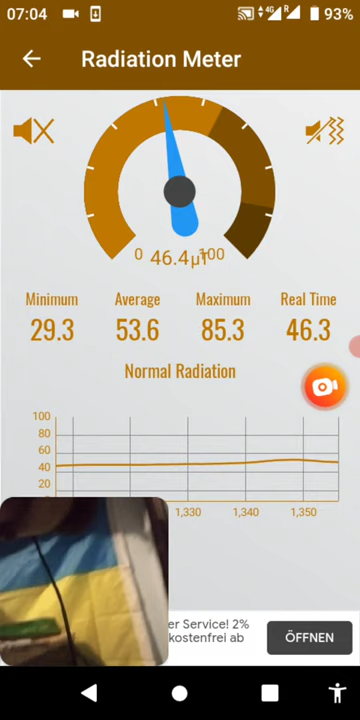 07:04 4G R 93%
Radiation Meter
0 46.4µT 100
Minimum Average Maximum Real Time
29.3 53.6 85.3 46.3
Normal Radiation
100
80
60
40
20
1,330 1,340 1,350
er Service! 2%
kostenfrei ab
ÖFFNEN